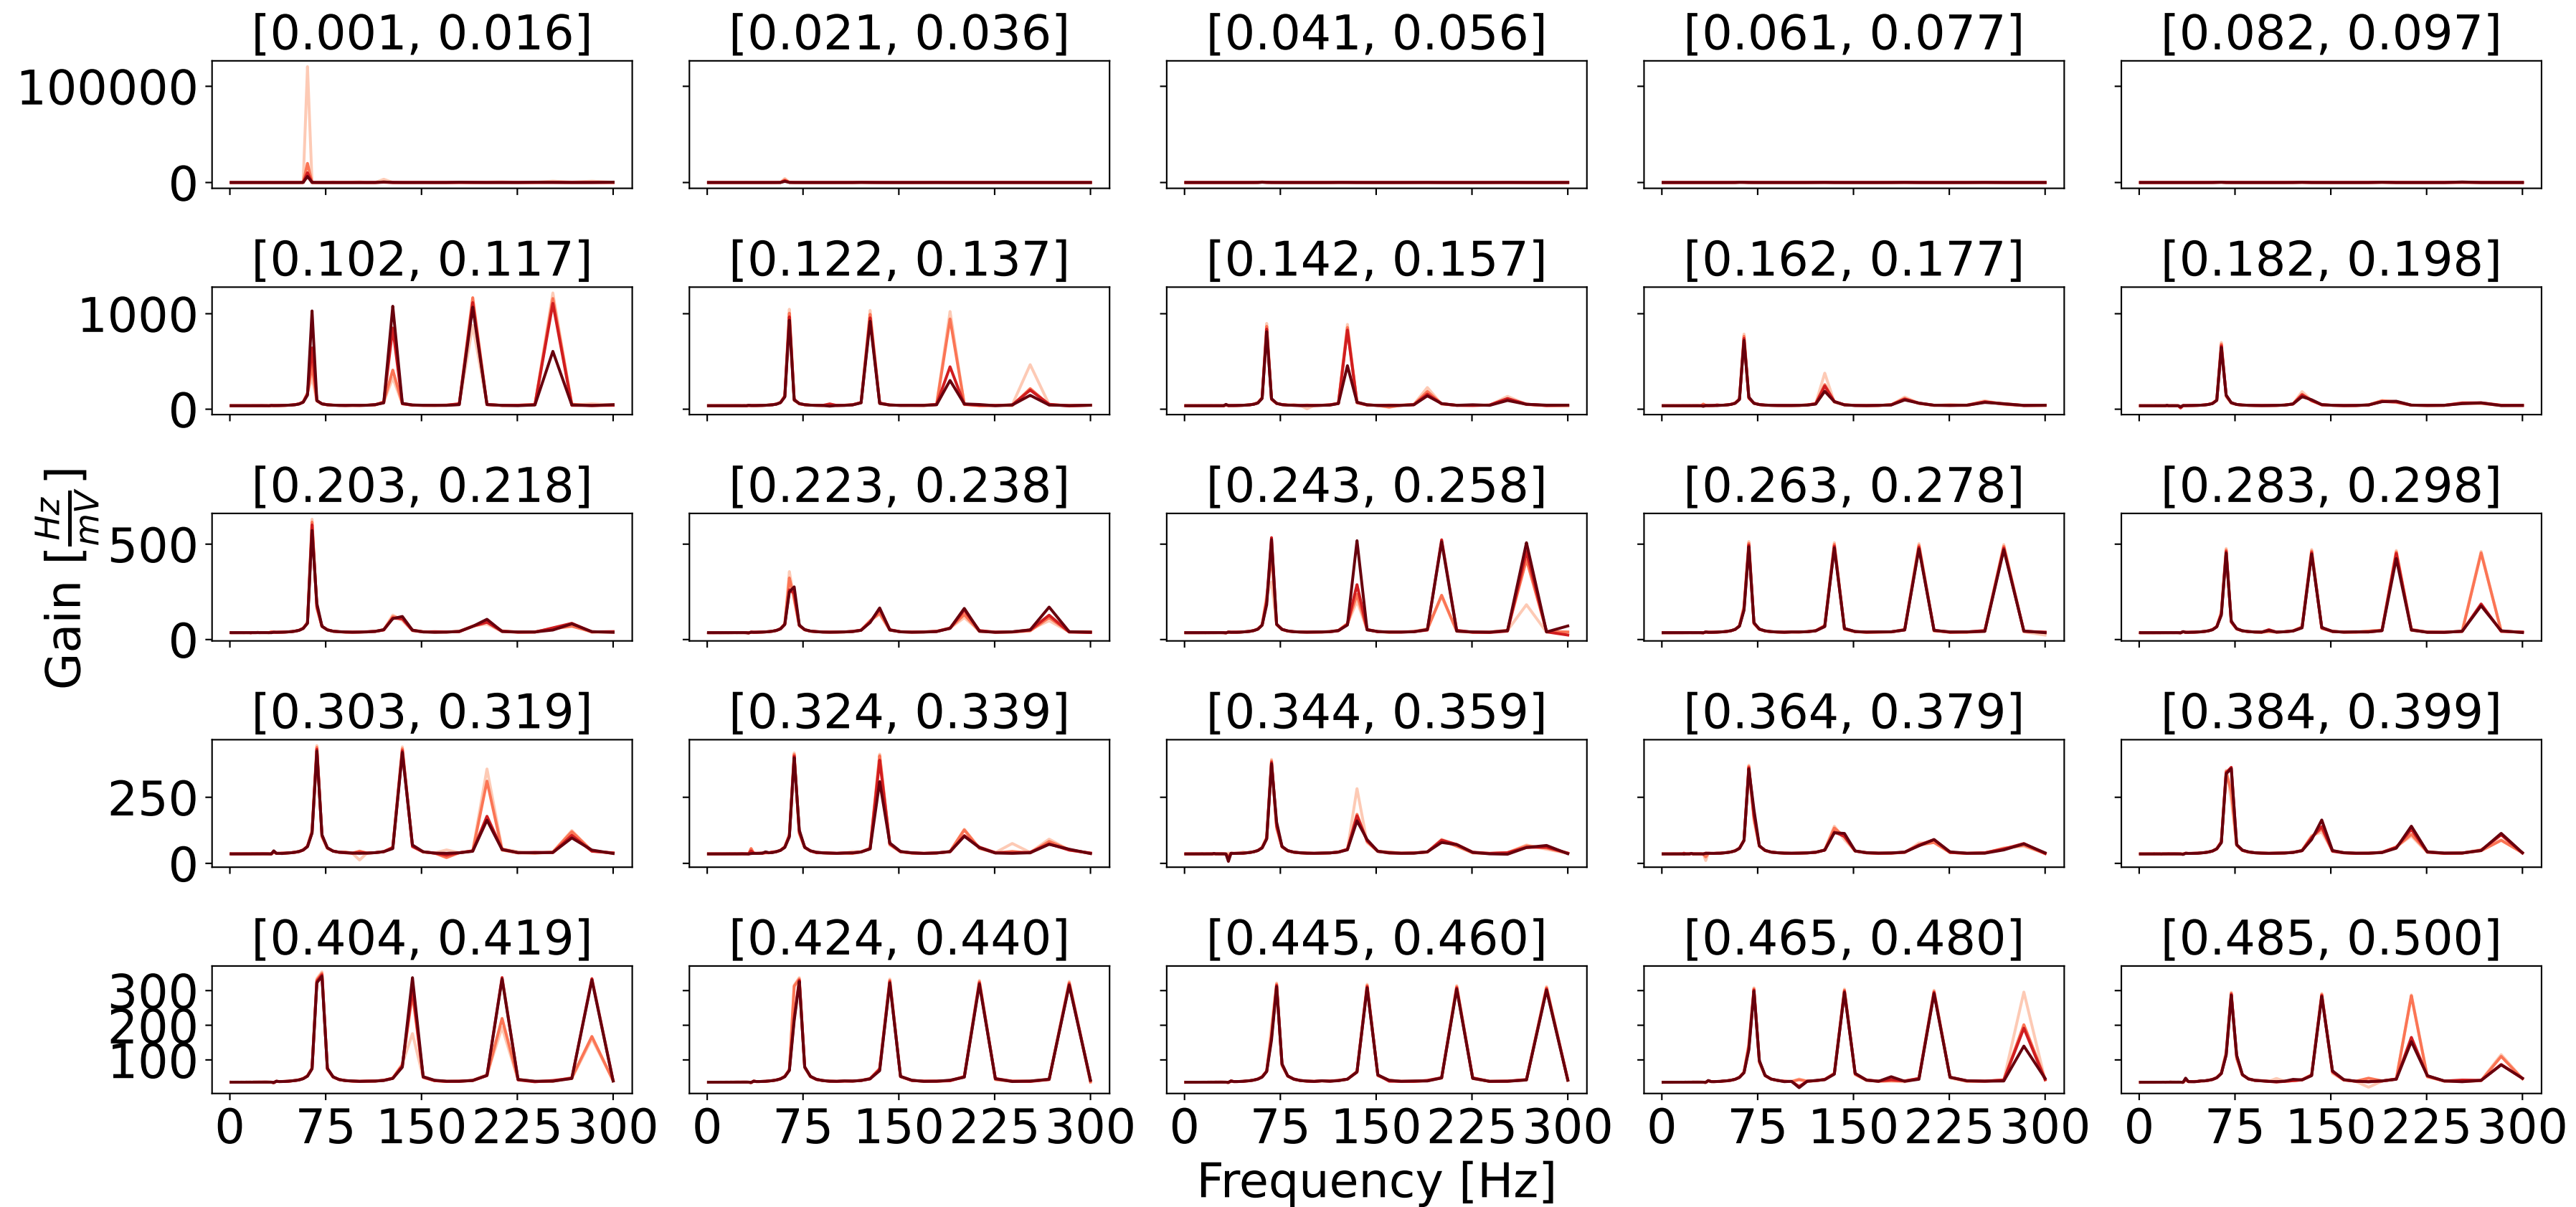 [0.001, 0.016] [0.021, 0.036] [0.041, 0.056] [0.061, 0.077] [0.082, 0.097]
100000
0
[0.102, 0.117] [0.122, 0.137] [0.142, 0.157] [0.162, 0.177] [0.182, 0.198]
1000
0
[0.203, 0.218] [0.223, 0.238] [0.243, 0.258] [0.263, 0.278] [0.283, 0.298]
Gain [Hz/mV]
500
0
[0.303, 0.319] [0.324, 0.339] [0.344, 0.359] [0.364, 0.379] [0.384, 0.399]
250
0
[0.404, 0.419] [0.424, 0.440] [0.445, 0.460] [0.465, 0.480] [0.485, 0.500]
300
200
100
0 75 150 225 300 0 75 150 225 300 0 75 150 225 300 0 75 150 225 300 0 75 150 225 300
Frequency [Hz]